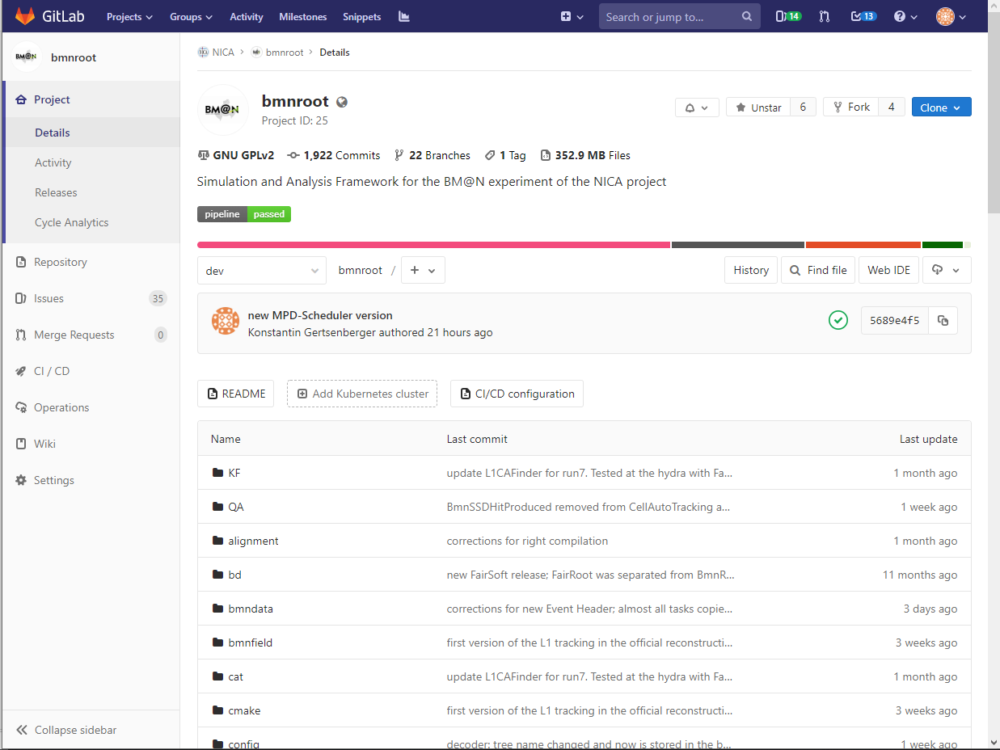 GitLab Projects Groups Activity Milestones Snippets Search or jump to... 14 13
BM@N bmnroot
Project
Details
Activity
Releases
Cycle Analytics
Repository
Issues 35
Merge Requests 0
CI / CD
Operations
Wiki
Settings
Collapse sidebar
NICA > bmnroot > Details
BM@N
bmnroot
Project ID: 25
Unstar 6 Fork 4 Clone
GNU GPLv2 1,922 Commits 22 Branches 1 Tag 352.9 MB Files
Simulation and Analysis Framework for the BM@N experiment of the NICA project
pipeline passed
dev bmnroot / + History Find file Web IDE
new MPD-Scheduler version
Konstantin Gertsenberger authored 21 hours ago
5689e4f5
README Add Kubernetes cluster CI/CD configuration
Name Last commit Last update
KF update L1CAFinder for run7. Tested at the hydra with Fa... 1 month ago
QA BmnSSDHitProduced removed from CellAutoTracking a... 1 week ago
alignment corrections for right compilation 1 month ago
bd new FairSoft release; FairRoot was separated from BmnR... 11 months ago
bmndata corrections for new Event Header; almost all tasks copie... 3 days ago
bmnfield first version of the L1 tracking in the official reconstructi... 3 weeks ago
cat update L1CAFinder for run7. Tested at the hydra with Fa... 1 month ago
cmake first version of the L1 tracking in the official reconstructi... 3 weeks ago
config decoder: tree name changed and now is stored in the b... 1 week ago